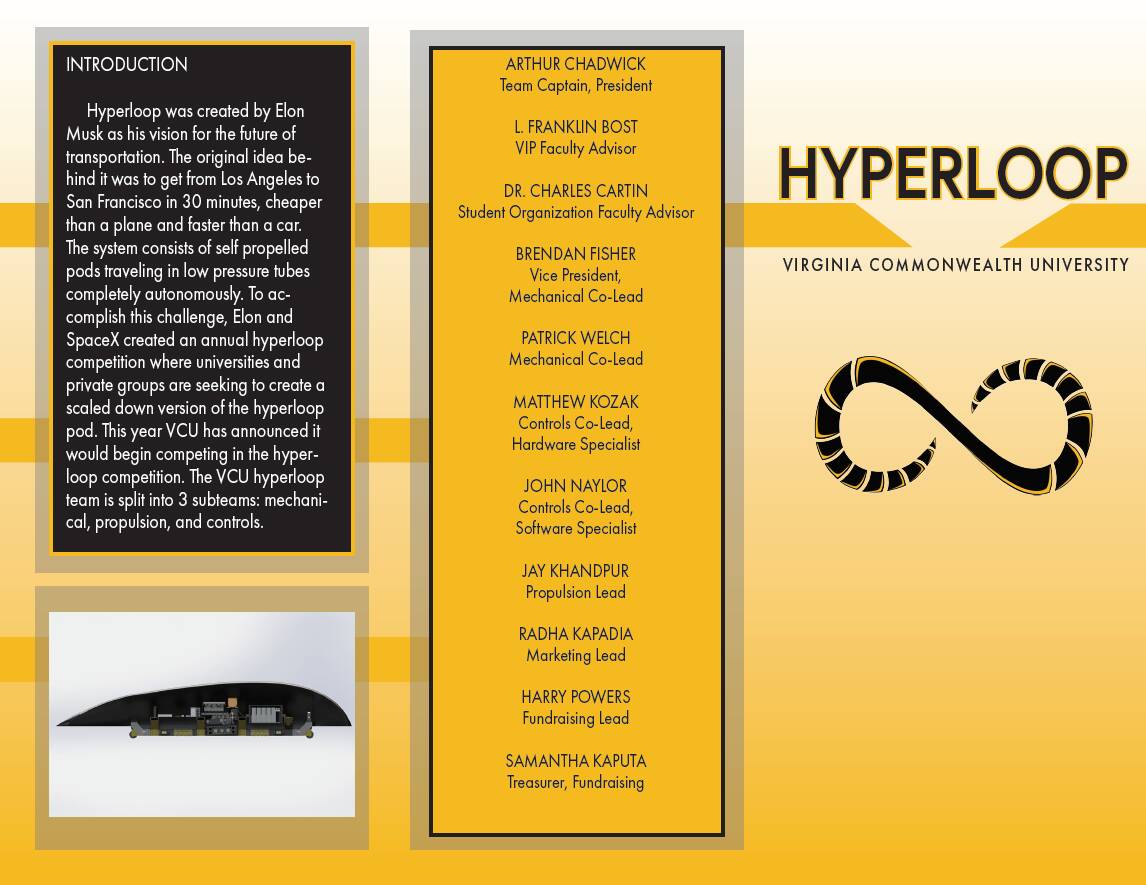 INTRODUCTION
Hyperloop was created by Elon
Musk as his vision for the future of
transportation. The original idea be-
hind it was to get from Los Angeles to
San Francisco in 30 minutes, cheaper
than a plane and faster than a car.
The system consists of self propelled
pods traveling in low pressure tubes
completely autonomously. To ac-
complish this challenge, Elon and
SpaceX created an annual hyperloop
competition where universities and
private groups are seeking to create a
scaled down version of the hyperloop
pod. This year VCU has announced it
would begin competing in the hyper-
loop competition. The VCU hyperloop
team is split into 3 subteams: mechani-
cal, propulsion, and controls.
ARTHUR CHADWICK
Team Captain, President
L. FRANKLIN BOST
VIP Faculty Advisor
DR. CHARLES CARTIN
Student Organization Faculty Advisor
BRENDAN FISHER
Vice President,
Mechanical Co-Lead
PATRICK WELCH
Mechanical Co-Lead
MATTHEW KOZAK
Controls Co-Lead,
Hardware Specialist
JOHN NAYLOR
Controls Co-Lead,
Software Specialist
JAY KHANDPUR
Propulsion Lead
RADHA KAPADIA
Marketing Lead
HARRY POWERS
Fundraising Lead
SAMANTHA KAPUTA
Treasurer, Fundraising
HYPERLOOP
VIRGINIA COMMONWEALTH UNIVERSITY